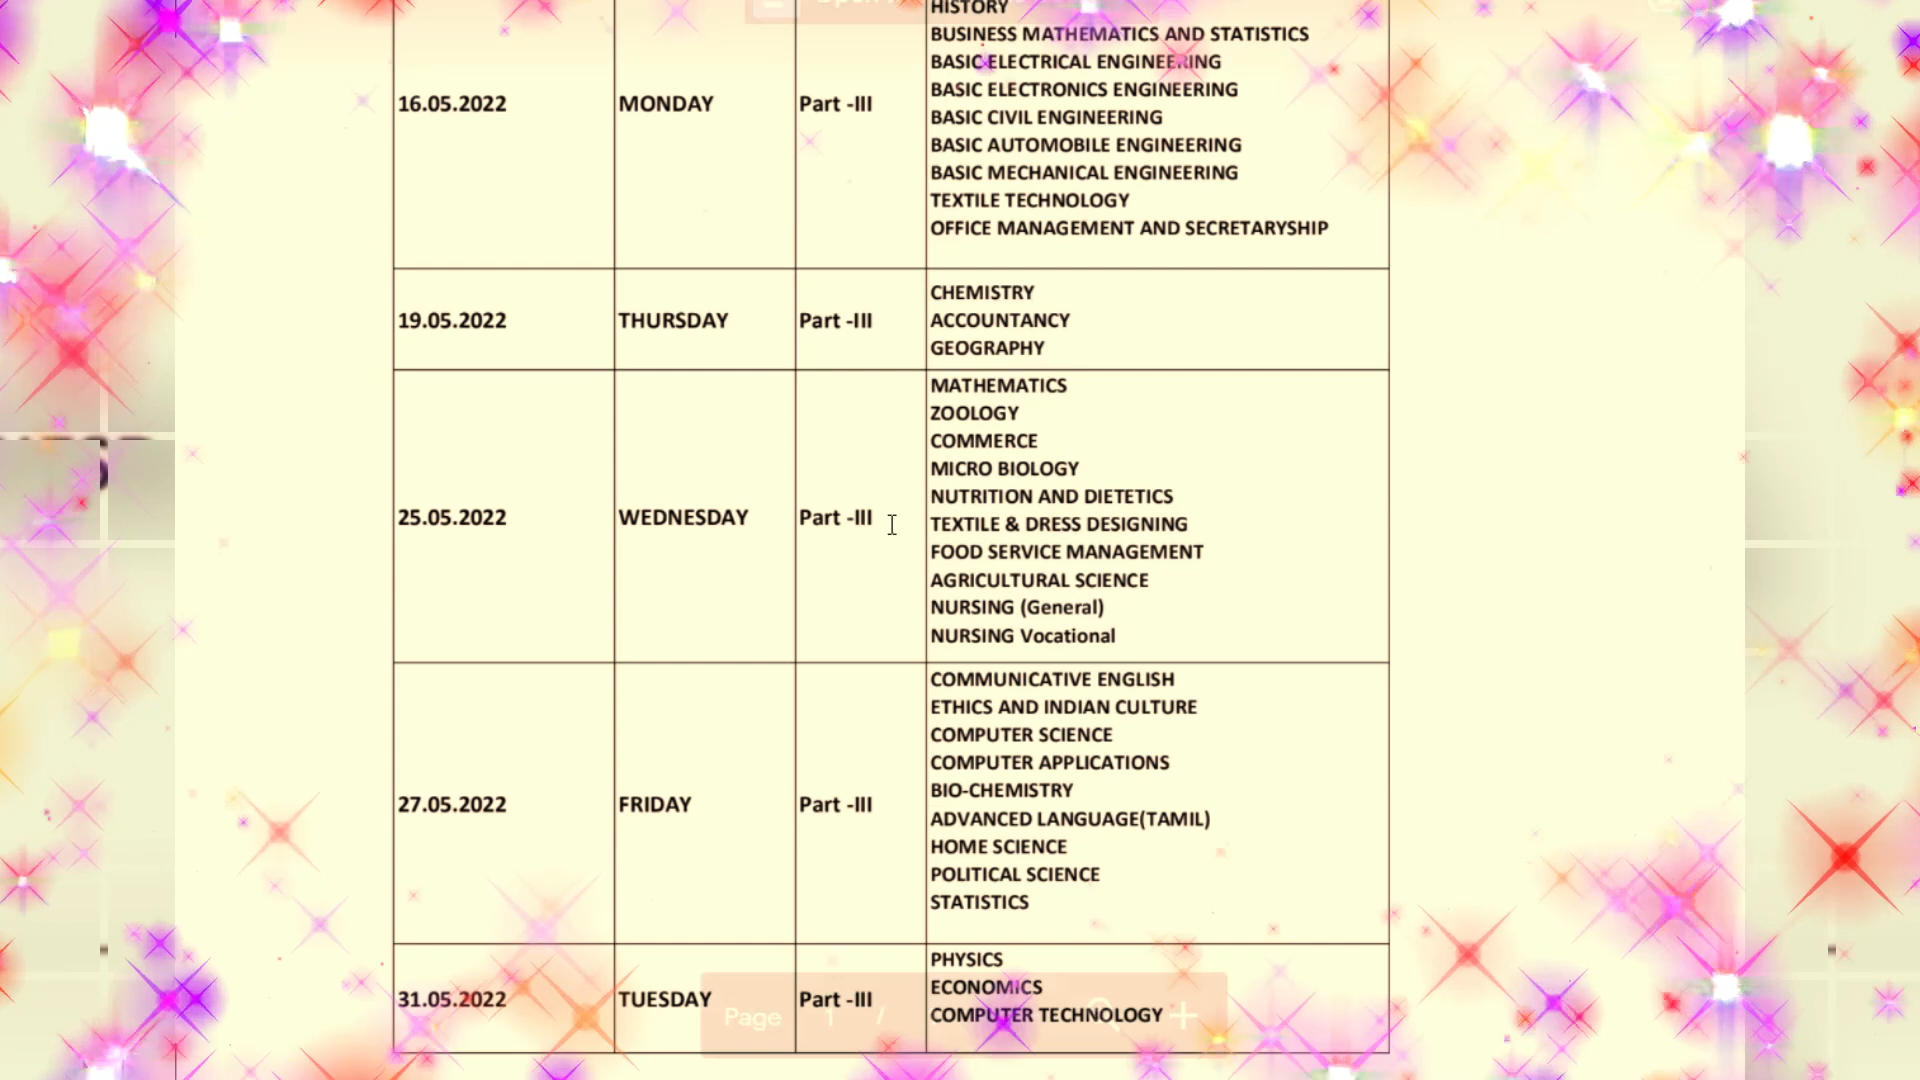 HISTORY
BUSINESS MATHEMATICS AND STATISTICS
BASIC ELECTRICAL ENGINEERING
BASIC ELECTRONICS ENGINEERING
16.05.2022 MONDAY Part -III
BASIC CIVIL ENGINEERING
BASIC AUTOMOBILE ENGINEERING
BASIC MECHANICAL ENGINEERING
TEXTILE TECHNOLOGY
OFFICE MANAGEMENT AND SECRETARYSHIP
CHEMISTRY
19.05.2022 THURSDAY Part -III ACCOUNTANCY
GEOGRAPHY
MATHEMATICS
ZOOLOGY
COMMERCE
MICRO BIOLOGY
NUTRITION AND DIETETICS
25.05.2022 WEDNESDAY Part -III TEXTILE & DRESS DESIGNING
FOOD SERVICE MANAGEMENT
AGRICULTURAL SCIENCE
NURSING (General)
NURSING Vocational
COMMUNICATIVE ENGLISH
ETHICS AND INDIAN CULTURE
COMPUTER SCIENCE
COMPUTER APPLICATIONS
BIO-CHEMISTRY
27.05.2022 FRIDAY Part -III
ADVANCED LANGUAGE(TAMIL)
HOME SCIENCE
POLITICAL SCIENCE
STATISTICS
PHYSICS
ECONOMICS
31.05.2022 TUESDAY Part -III
COMPUTER TECHNOLOGY
Page 1 /